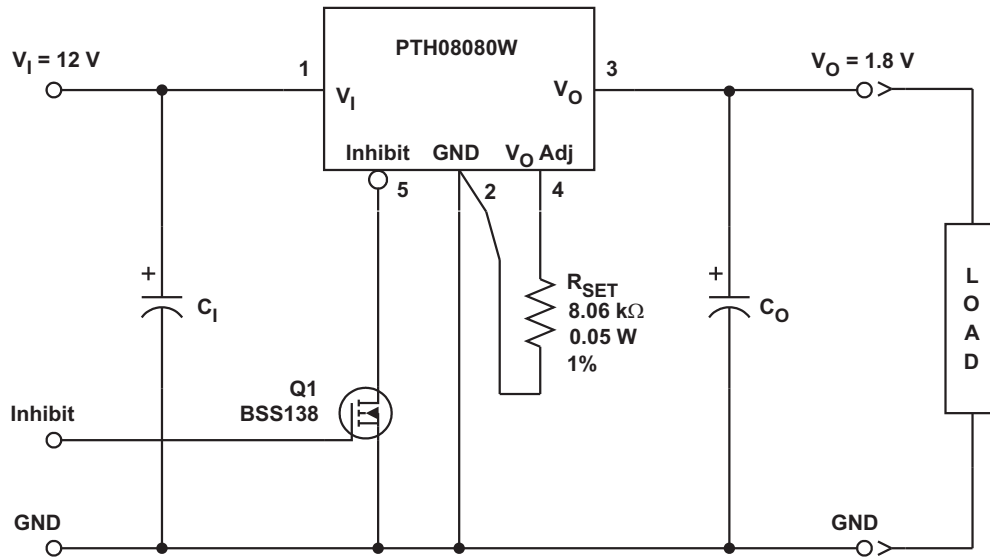 PTH08080W
V_I = 12 V
1
3
V_O = 1.8 V
V_I
V_O
Inhibit
GND
V_O Adj
5
2
4
+
C_I
R_SET
8.06 kΩ
0.05 W
1%
+
C_O
L
O
A
D
Q1
BSS138
Inhibit
GND
GND